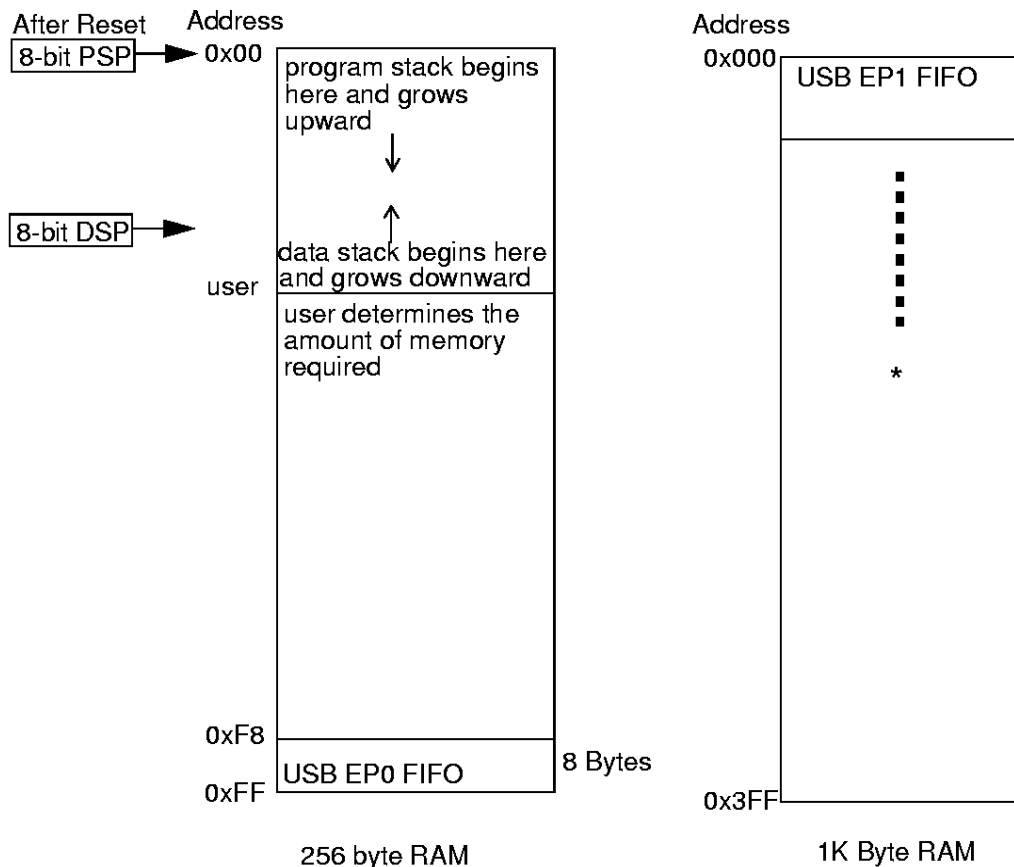 After Reset
Address
8-bit PSP
0x00
program stack begins
here and grows
upward
8-bit DSP
data stack begins here
and grows downward
user
user determines the
amount of memory
required
0xF8
USB EP0 FIFO
8 Bytes
0xFF
256 byte RAM
Address
0x000
USB EP1 FIFO
*
0x3FF
1K Byte RAM